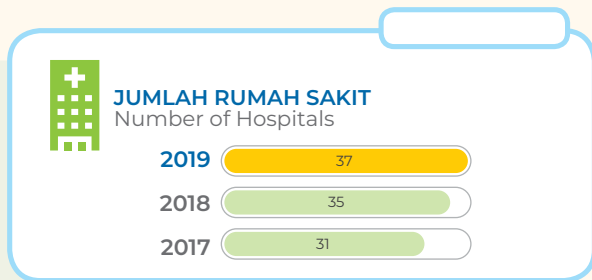 JUMLAH RUMAH SAKIT
Number of Hospitals
2019 37
2018 35
2017 31